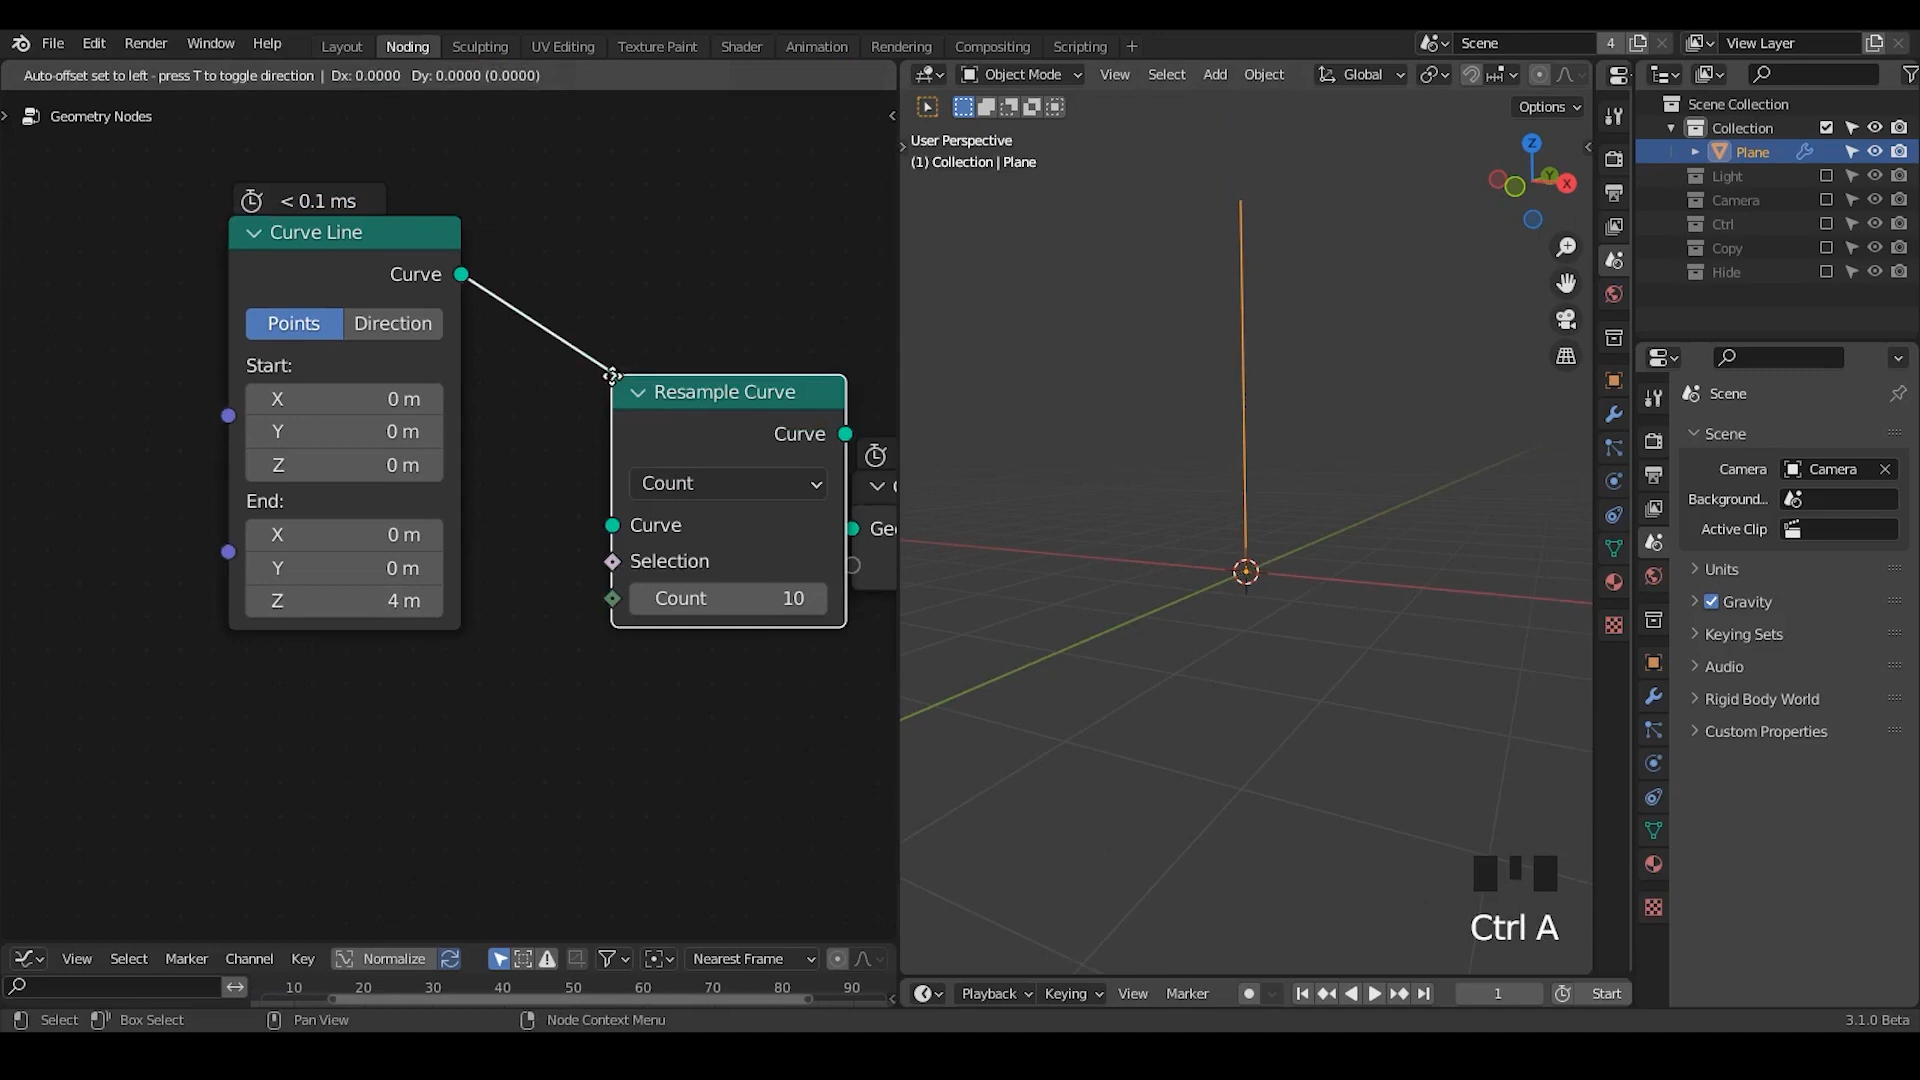 File Edit Render Window Help
Layout Noding Sculpting UV Editing Texture Paint Shader Animation Rendering Compositing Scripting +
Scene 4
View Layer
Auto-offset set to left - press T to toggle direction | Dx: 0.0000 Dy: 0.0000 (0.0000)
Geometry Nodes
< 0.1 ms
Curve Line
Curve
Points Direction
Start:
X 0 m
Y 0 m
Z 0 m
End:
X 0 m
Y 0 m
Z 4 m
Resample Curve
Curve
Count
Curve
Selection
Count 10
Ge
Object Mode View Select Add Object Global
Options
User Perspective
(1) Collection | Plane
Z
Y
X
Ctrl A
Scene Collection
Collection
Plane
Light
Camera
Ctrl
Copy
Hide
Scene
Scene
Camera Camera
Background...
Active Clip
Units
Gravity
Keying Sets
Audio
Rigid Body World
Custom Properties
View Select Marker Channel Key Normalize Nearest Frame
10 20 30 40 50 60 70 80 90
Playback Keying View Marker 1 Start
Select Box Select Pan View Node Context Menu
3.1.0 Beta